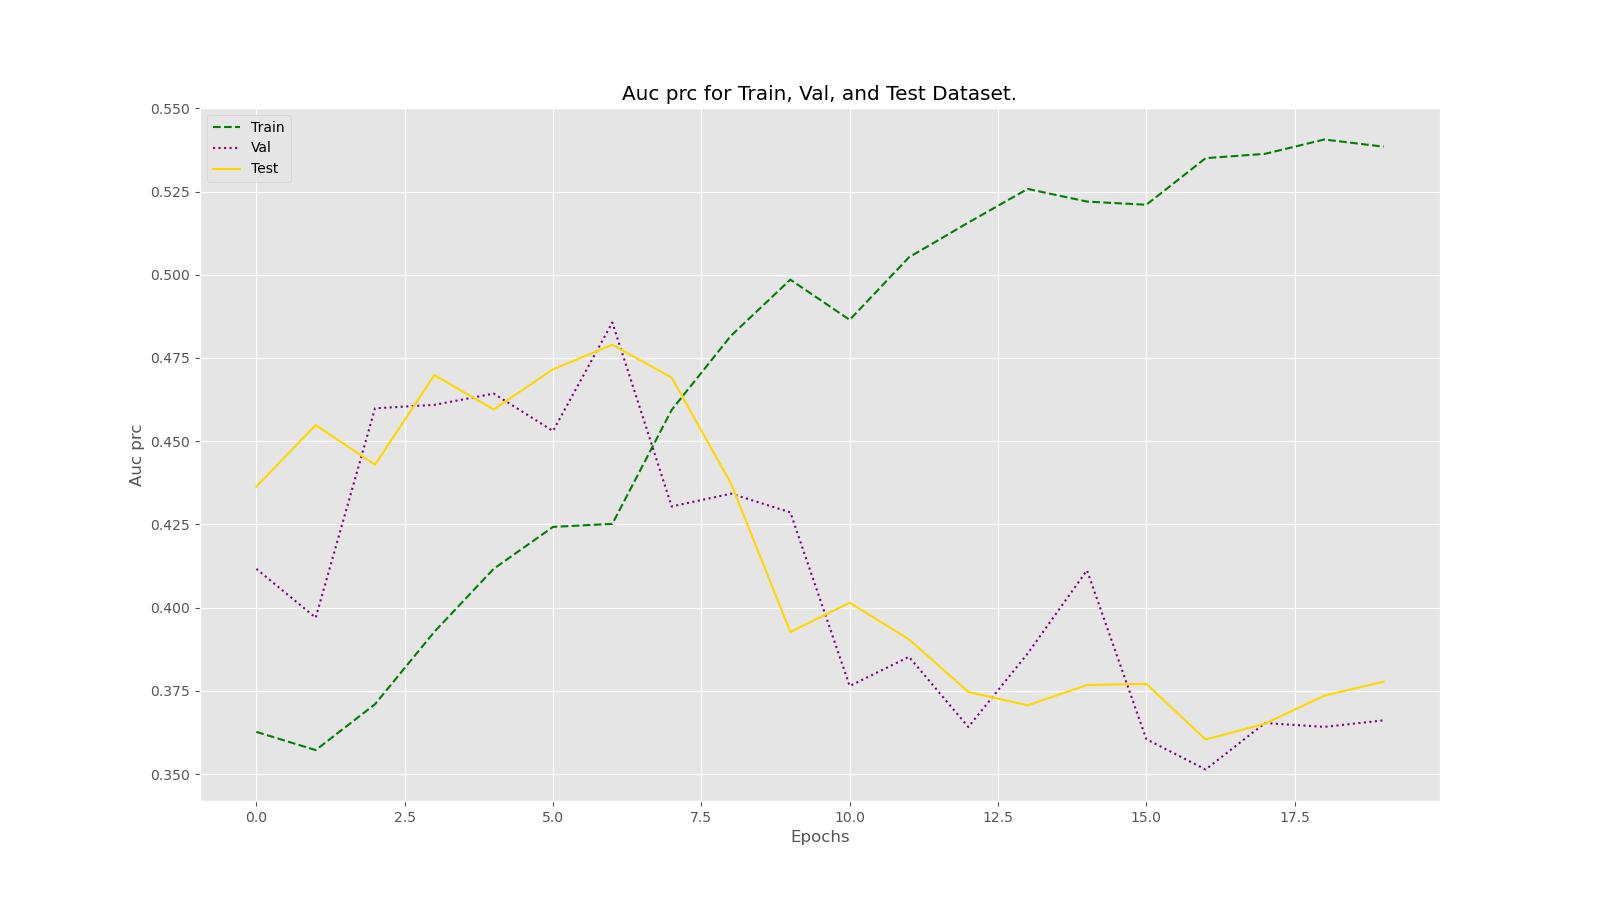 Auc prc for Train, Val, and Test Dataset.
0.550
0.525
0.500
0.475
0.450
0.425
0.400
0.375
0.350
Auc prc
Train
Val
Test
0.0 2.5 5.0 7.5 10.0 12.5 15.0 17.5
Epochs